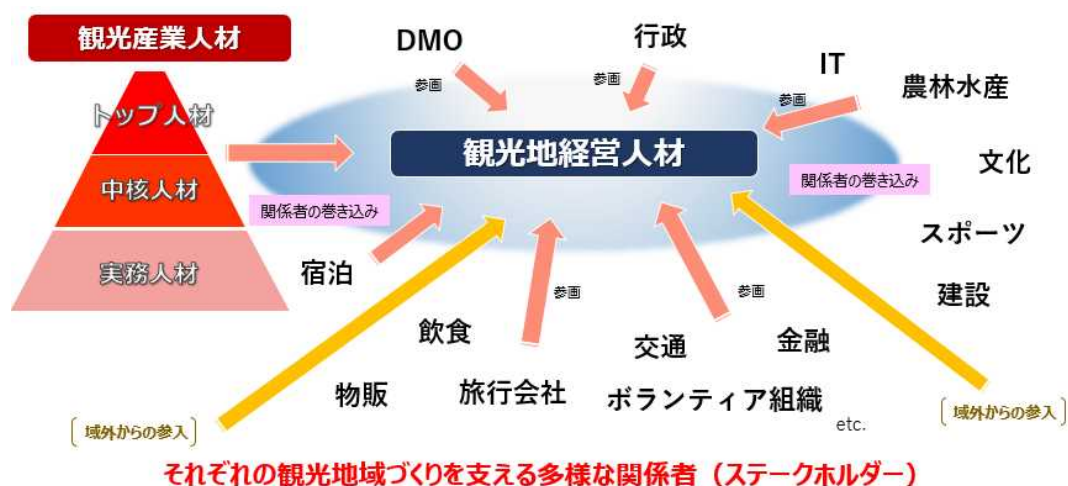 観光産業人材
トップ人材
中核人材
実務人材
DMO
行政
IT
農林水産
参画
参画
参画
観光地経営人材
文化
関係者の巻き込み
関係者の巻き込み
スポーツ
宿泊
建設
参画
参画
飲食
交通
金融
物販
旅行会社
ボランティア組織
etc.
[域外からの参入]
[域外からの参入]
それぞれの観光地域づくりを支える多様な関係者（ステークホルダー）